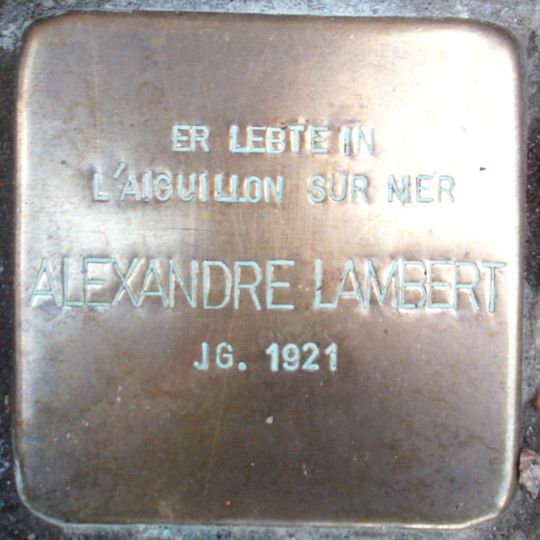 ER LEBTE IN
L'AIGUILLON SUR MER
ALEXANDRE LAMBERT
JG. 1921